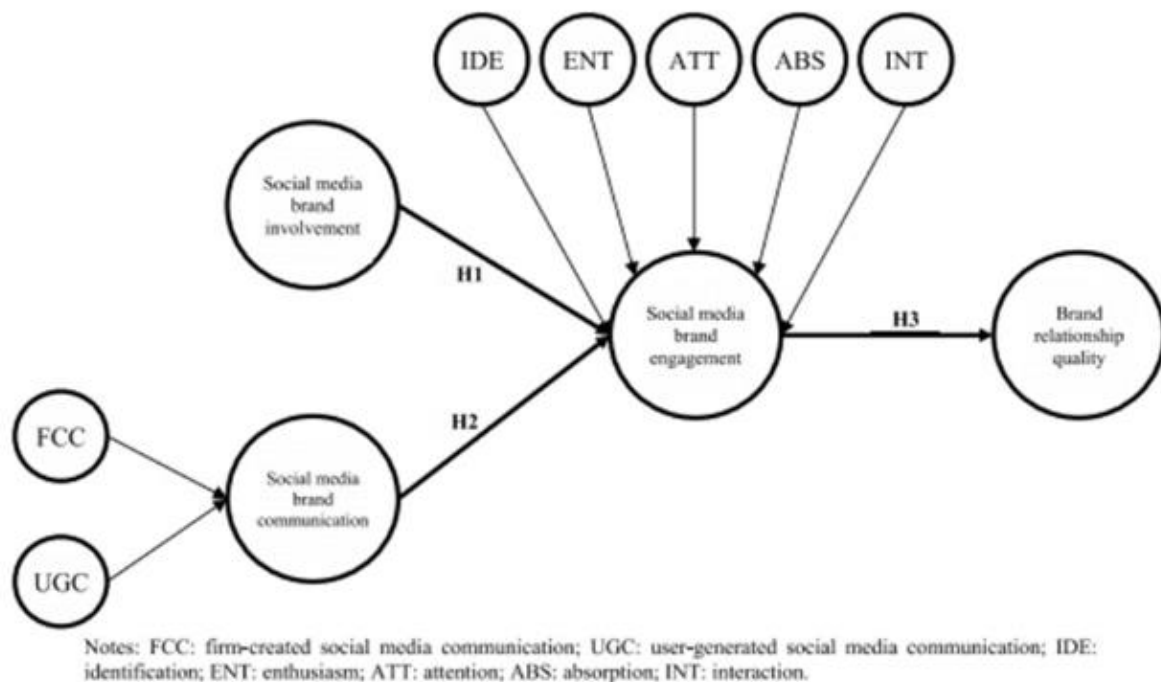 IDE ENT ATT ABS INT
Social media
brand
involvement
H1
Social media
brand
engagement
H3
Brand
relationship
quality
H2
FCC
Social media
brand
communication
UGC
Notes: FCC: firm-created social media communication; UGC: user-generated social media communication; IDE:
identification; ENT: enthusiasm; ATT: attention; ABS: absorption; INT: interaction.